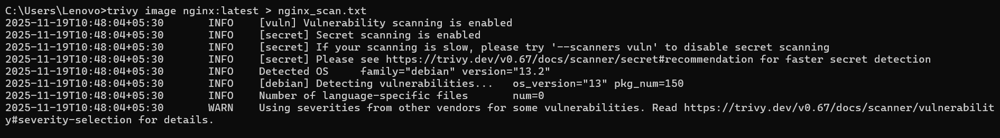 C:\Users\Lenovo>trivy image nginx:latest > nginx_scan.txt
2025-11-19T10:48:04+05:30       INFO    [vuln] Vulnerability scanning is enabled
2025-11-19T10:48:04+05:30       INFO    [secret] Secret scanning is enabled
2025-11-19T10:48:04+05:30       INFO    [secret] If your scanning is slow, please try '--scanners vuln' to disable secret scanning
2025-11-19T10:48:04+05:30       INFO    [secret] Please see https://trivy.dev/v0.67/docs/scanner/secret#recommendation for faster secret detection
2025-11-19T10:48:04+05:30       INFO    Detected OS     family="debian" version="13.2"
2025-11-19T10:48:04+05:30       INFO    [debian] Detecting vulnerabilities...   os_version="13" pkg_num=150
2025-11-19T10:48:04+05:30       INFO    Number of language-specific files       num=0
2025-11-19T10:48:04+05:30       WARN    Using severities from other vendors for some vulnerabilities. Read https://trivy.dev/v0.67/docs/scanner/vulnerabilit
y#severity-selection for details.